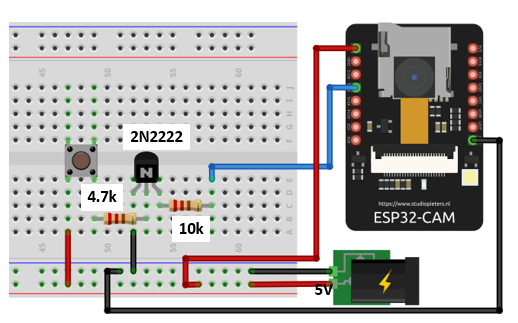 45
50
55
60
J
I
H
G
F
2N2222
4.7k
10k
N
E
D
C
B
A
45
50
55
60
https://www.studiopieters.nl/
ESP32-CAM
5V